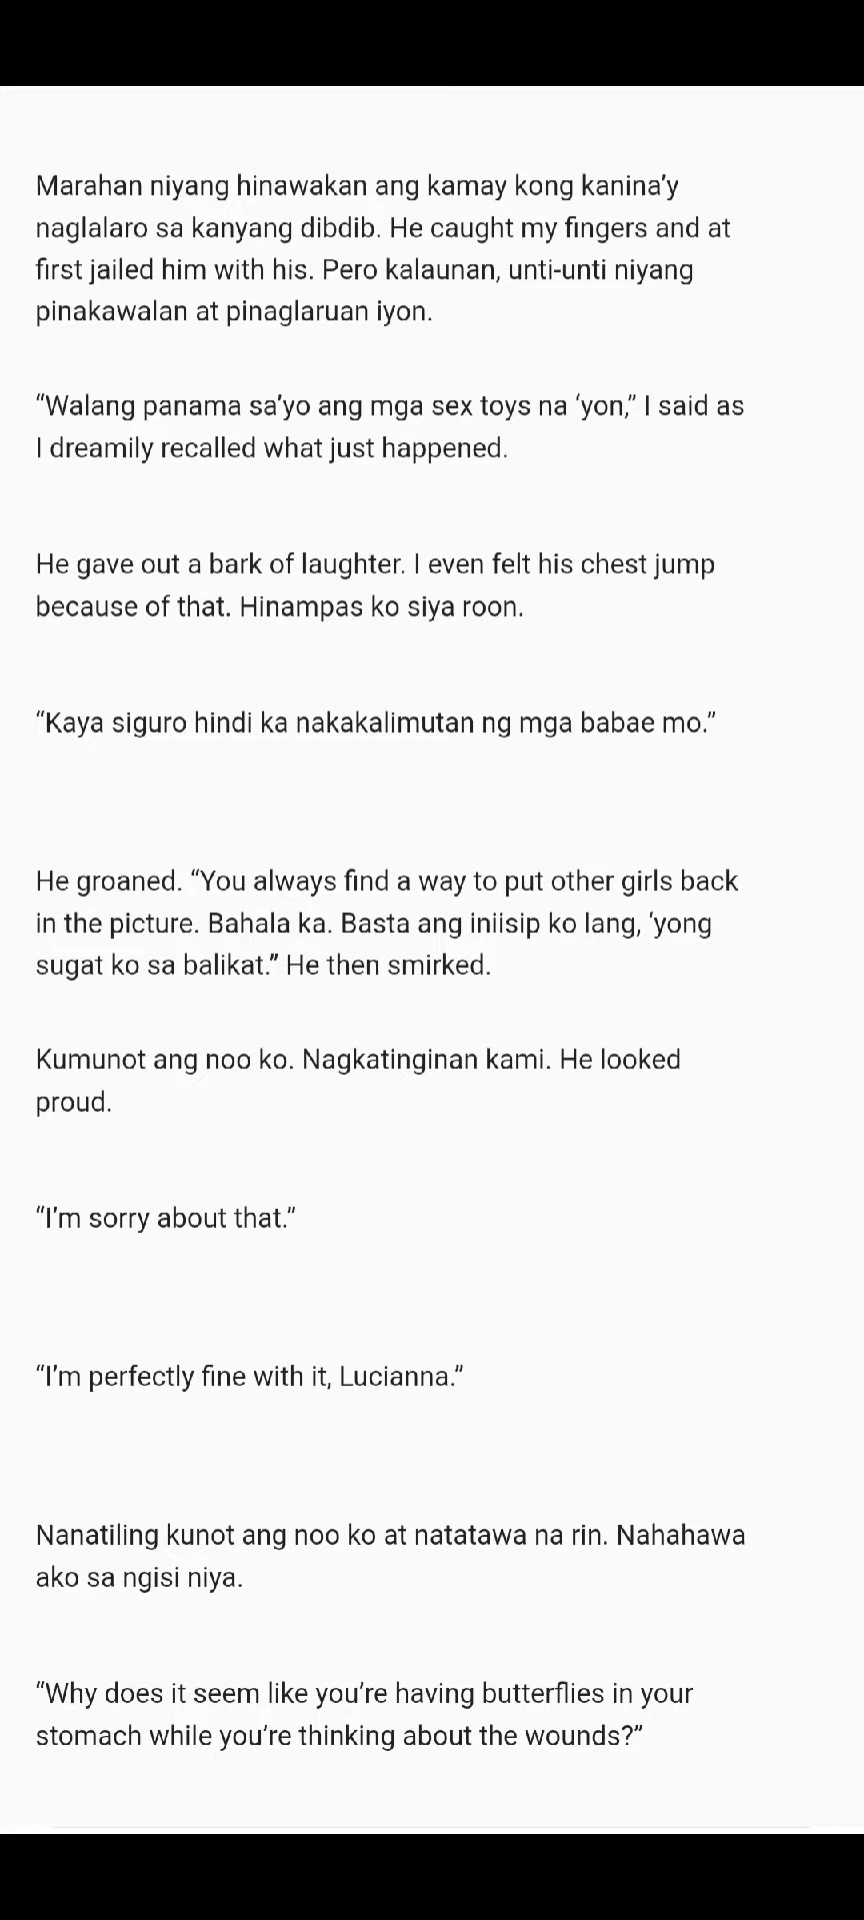 Marahan niyang hinawakan ang kamay kong kanina’y
naglalaro sa kanyang dibdib. He caught my fingers and at
first jailed him with his. Pero kalaunan, unti-unti niyang
pinakawalan at pinaglaruan iyon.
“Walang panama sa’yo ang mga sex toys na ‘yon,” I said as
I dreamily recalled what just happened.
He gave out a bark of laughter. I even felt his chest jump
because of that. Hinampas ko siya roon.
“Kaya siguro hindi ka nakakalimutan ng mga babae mo.”
He groaned. “You always find a way to put other girls back
in the picture. Bahala ka. Basta ang iniisip ko lang, ‘yong
sugat ko sa balikat.” He then smirked.
Kumunot ang noo ko. Nagkatinginan kami. He looked
proud.
“I’m sorry about that.”
“I’m perfectly fine with it, Lucianna.”
Nanatiling kunot ang noo ko at natatawa na rin. Nahahawa
ako sa ngisi niya.
“Why does it seem like you’re having butterflies in your
stomach while you’re thinking about the wounds?”